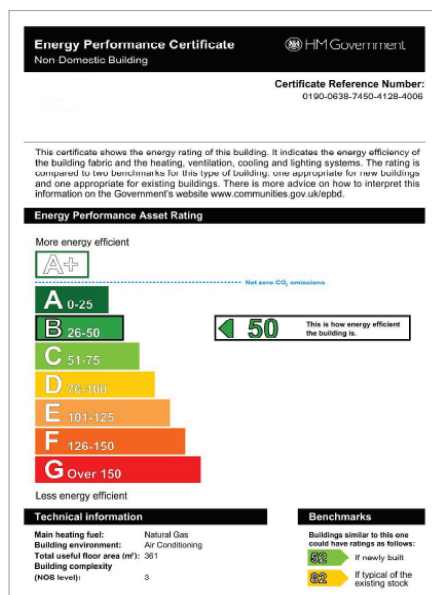 Energy Performance Certificate
HM Government
Non-Domestic Building
Certificate Reference Number:
0190-0638-7450-4128-4006
This certificate shows the energy rating of this building. It indicates the energy efficiency of
the building fabric and the heating, ventilation, cooling and lighting systems. The rating is
compared to two benchmarks for this type of building: one appropriate for new buildings
and one appropriate for existing buildings. There is more advice on how to interpret this
information on the Government's website www.communities.gov.uk/epbd.
Energy Performance Asset Rating
More energy efficient
A+
Net zero CO₂ emissions
A 0-25
B 26-50
50
This is how energy efficient
the building is.
C 51-75
D 76-100
E 101-125
F 126-150
G Over 150
Less energy efficient
Technical information
Main heating fuel: Natural Gas
Building environment: Air Conditioning
Total useful floor area (m²): 361
Building complexity
(NOS level): 3
Benchmarks
Buildings similar to this one
could have ratings as follows:
52 If newly built
82 If typical of the
existing stock